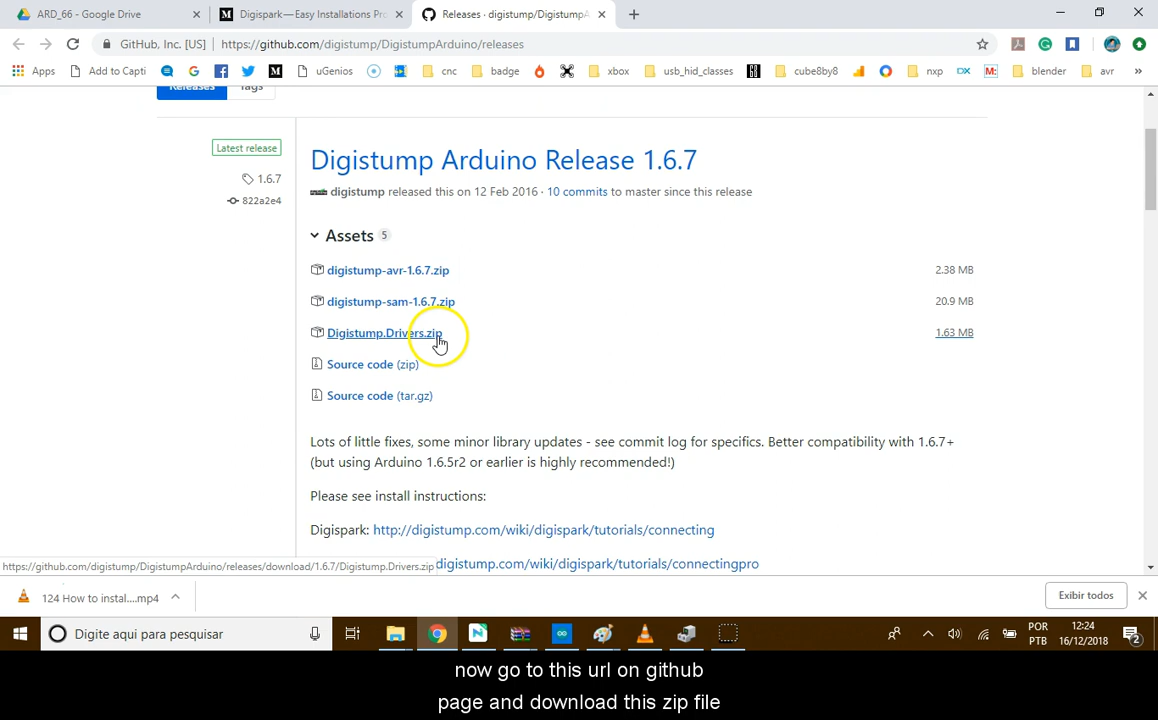 ARD_66 - Google Drive
Digispark — Easy Installations Pro
Releases · digistump/DigistumpA
GitHub, Inc. [US]
https://github.com/digistump/DigistumpArduino/releases
Apps
Add to Capti
uGenios
cnc
badge
xbox
usb_hid_classes
cube8by8
nxp
DX
M:
blender
avr
»
Releases
Tags
Latest release
1.6.7
822a2e4
Digistump Arduino Release 1.6.7
digistump released this on 12 Feb 2016 · 10 commits to master since this release
Assets 5
digistump-avr-1.6.7.zip
2.38 MB
digistump-sam-1.6.7.zip
20.9 MB
Digistump.Drivers.zip
1.63 MB
Source code (zip)
Source code (tar.gz)
Lots of little fixes, some minor library updates - see commit log for specifics. Better compatibility with 1.6.7+
(but using Arduino 1.6.5r2 or earlier is highly recommended!)
Please see install instructions:
Digispark: http://digistump.com/wiki/digispark/tutorials/connecting
digistump.com/wiki/digispark/tutorials/connectingpro
https://github.com/digistump/DigistumpArduino/releases/download/1.6.7/Digistump.Drivers.zip
124 How to instal....mp4
Exibir todos
Digite aqui para pesquisar
POR
PTB
12:24
16/12/2018
2
now go to this url on github
page and download this zip file